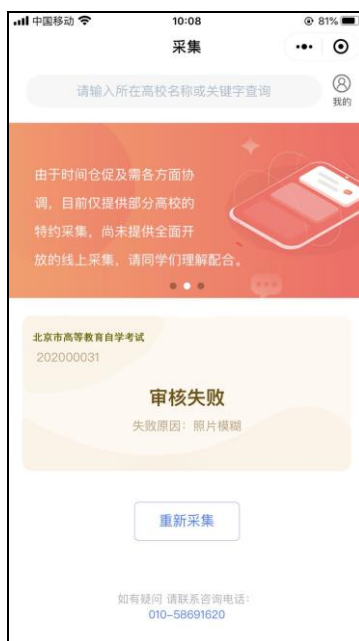 中国移动
10:08
81%
采集
请输入所在高校名称或关键字查询
我的
由于时间仓促及需各方面协
调，目前仅提供部分高校的
特约采集，尚未提供全面开
放的线上采集，请同学们理解配合。
北京市高等教育自学考试
202000031
审核失败
失败原因：照片模糊
重新采集
如有疑问 请联系咨询电话：
010-58691620